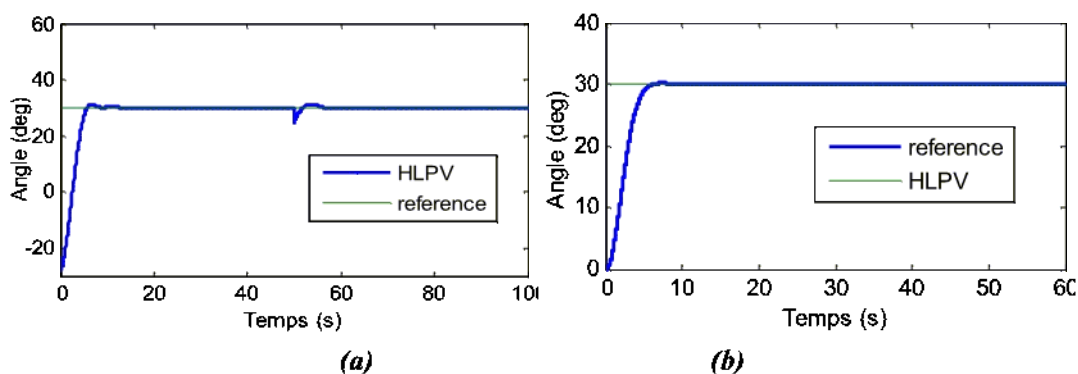 60
40
20
0
-20
Angle (deg)
HLPV
reference
0 20 40 60 80 100
Temps (s)
(a)
40
30
20
10
0
Angle (deg)
reference
HLPV
0 10 20 30 40 50 60
Temps (s)
(b)